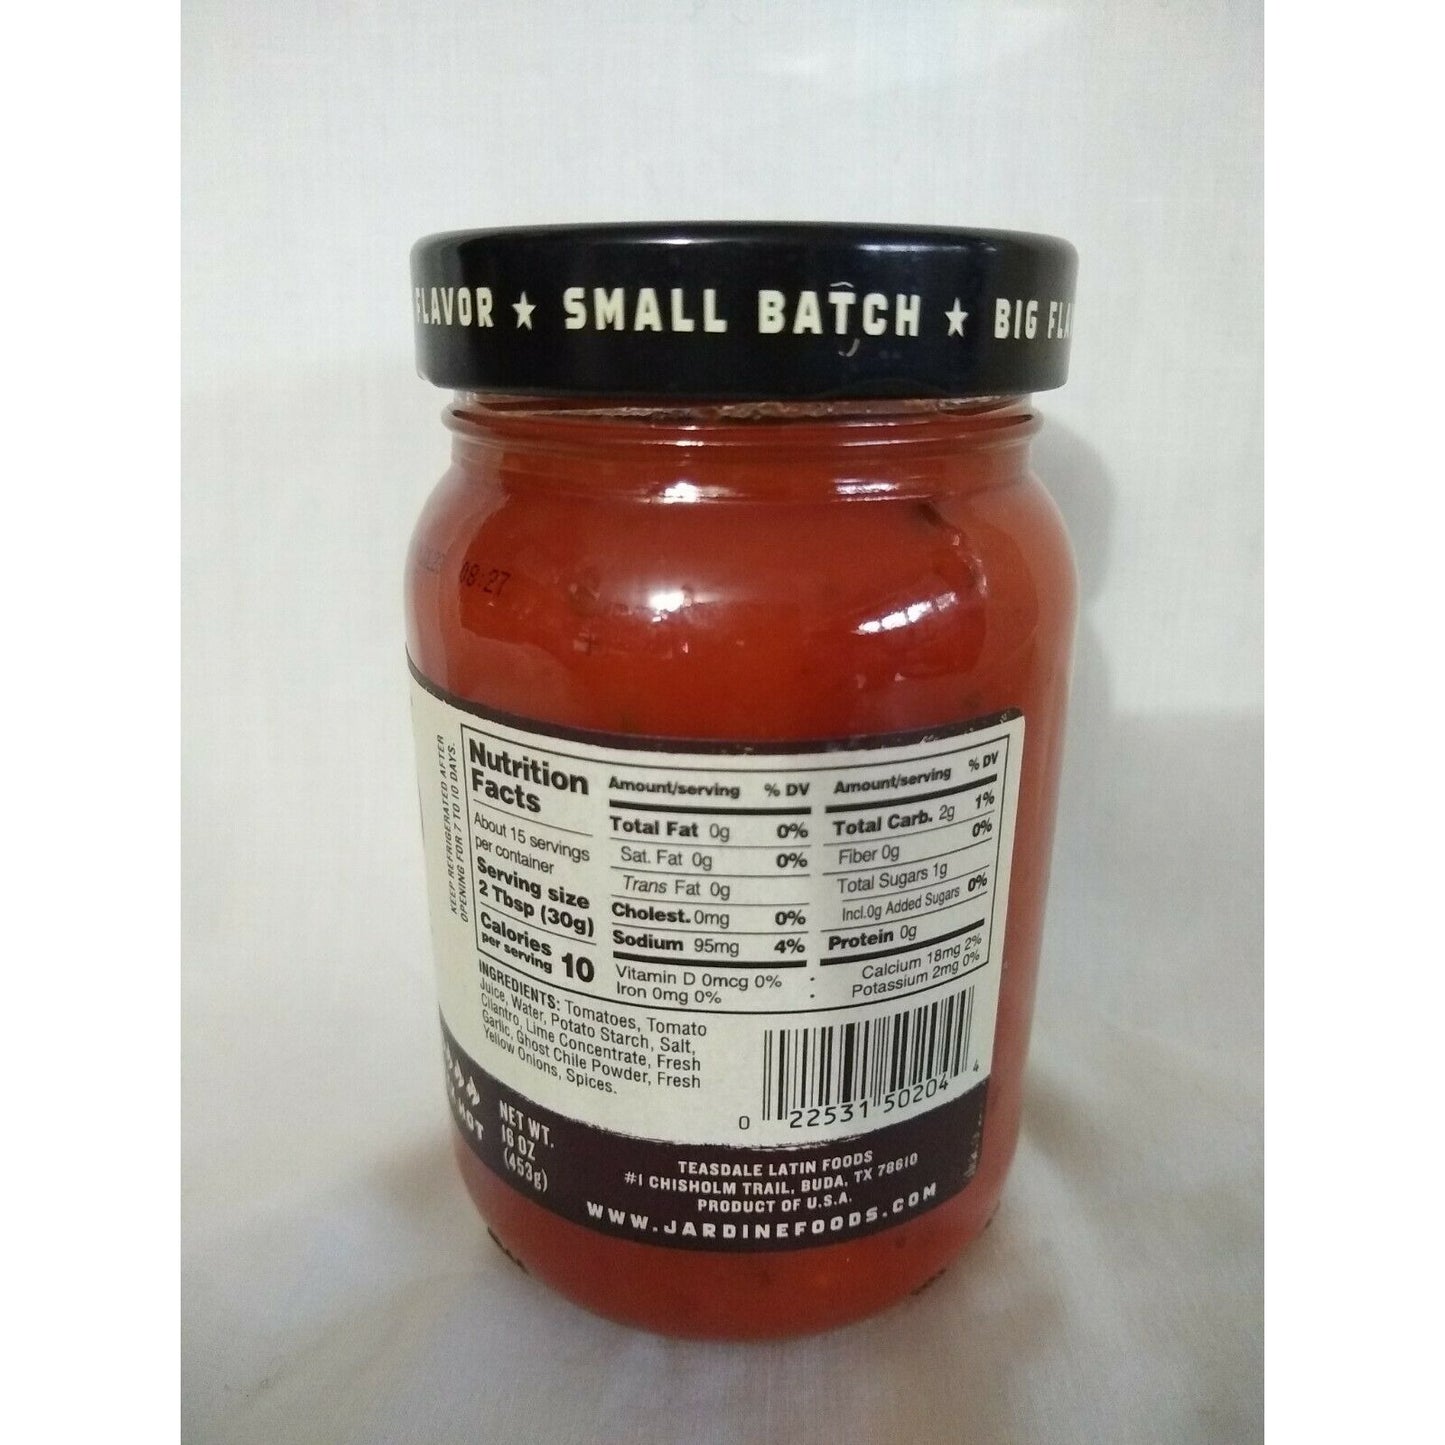 FLAVOR ★ SMALL BATCH ★ BIG FLA
08:27
KEEP REFRIGERATED AFTER
OPENING FOR 7 TO 10 DAYS.
Nutrition
Facts
About 15 servings
per container
Serving size
2 Tbsp (30g)
Calories
per serving 10
Amount/serving % DV
Total Fat 0g 0%
Sat. Fat 0g 0%
Trans Fat 0g
Cholest. 0mg 0%
Sodium 95mg 4%
Amount/serving % DV
Total Carb. 2g 1%
Fiber 0g 0%
Total Sugars 1g
Incl.0g Added Sugars 0%
Protein 0g
Vitamin D 0mcg 0% · Calcium 18mg 2%
Iron 0mg 0% · Potassium 2mg 0%
INGREDIENTS: Tomatoes, Tomato
Juice, Water, Potato Starch, Salt,
Cilantro, Lime Concentrate, Fresh
Garlic, Ghost Chile Powder, Fresh
Yellow Onions, Spices.
0 22531 50204 4
HOT
NET WT.
16 OZ
(453g)
TEASDALE LATIN FOODS
#1 CHISHOLM TRAIL, BUDA, TX 78610
PRODUCT OF U.S.A.
WWW.JARDINEFOODS.COM